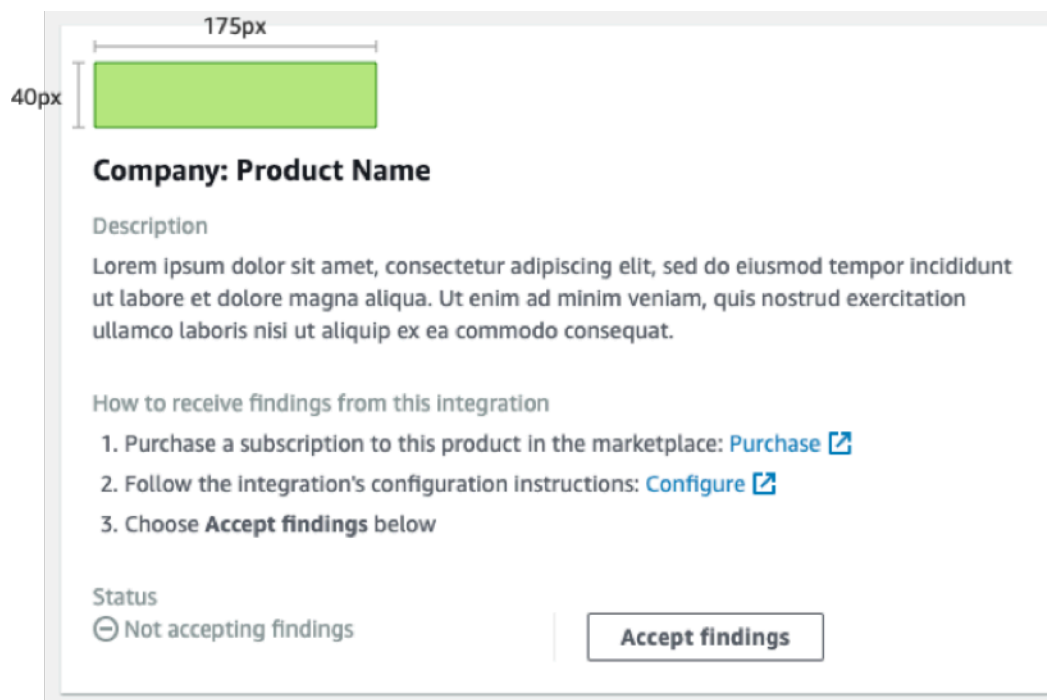 175px
40px
Company: Product Name
Description
Lorem ipsum dolor sit amet, consectetur adipiscing elit, sed do eiusmod tempor incididunt
ut labore et dolore magna aliqua. Ut enim ad minim veniam, quis nostrud exercitation
ullamco laboris nisi ut aliquip ex ea commodo consequat.
How to receive findings from this integration
1. Purchase a subscription to this product in the marketplace: Purchase
2. Follow the integration's configuration instructions: Configure
3. Choose Accept findings below
Status
Not accepting findings
Accept findings